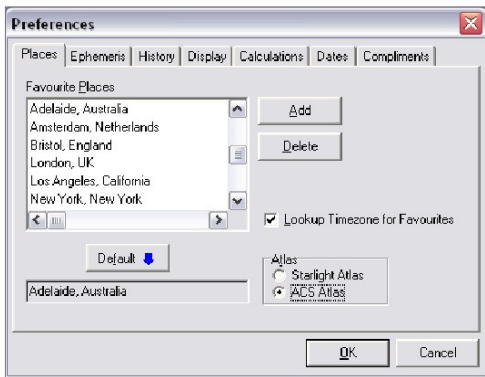 Preferences
Places Ephemeris History Display Calculations Dates Compliments
Favourite Places
Adelaide, Australia
Amsterdam, Netherlands
Bristol, England
London, UK
Los Angeles, California
New York, New York
Add
Delete
Lookup Timezone for Favourites
Default
Adelaide, Australia
Atlas
Starlight Atlas
ACS Atlas
OK Cancel